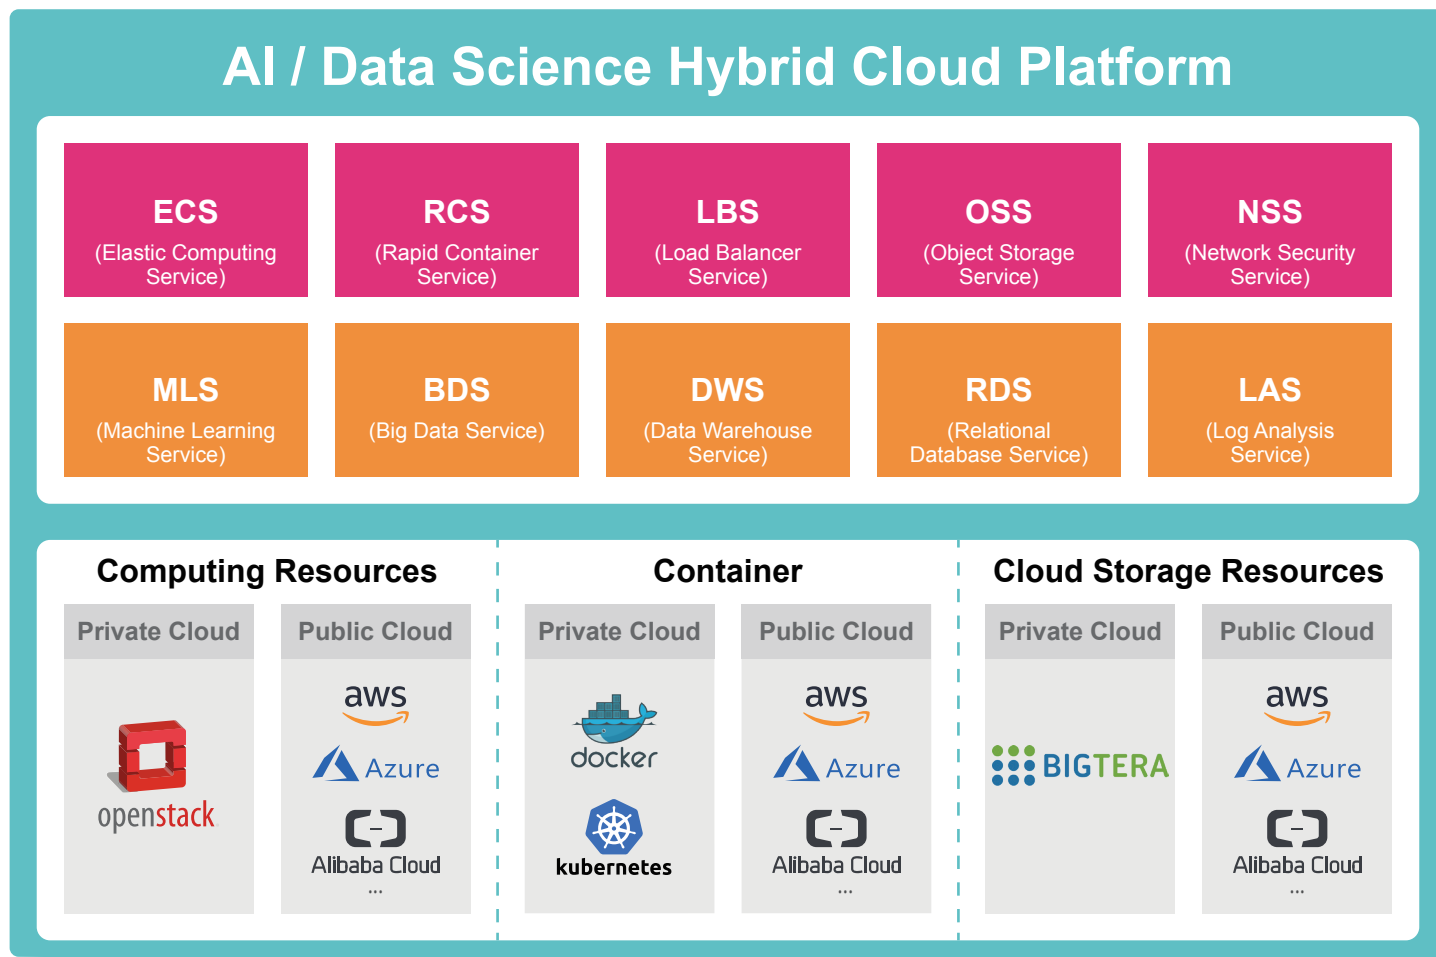 AI / Data Science Hybrid Cloud Platform
ECS
(Elastic Computing
Service)
RCS
(Rapid Container
Service)
LBS
(Load Balancer
Service)
OSS
(Object Storage
Service)
NSS
(Network Security
Service)
MLS
(Machine Learning
Service)
BDS
(Big Data Service)
DWS
(Data Warehouse
Service)
RDS
(Relational
Database Service)
LAS
(Log Analysis
Service)
Computing Resources
Private Cloud
openstack
Public Cloud
aws
Azure
Alibaba Cloud
...
Container
Private Cloud
docker
kubernetes
Public Cloud
aws
Azure
Alibaba Cloud
...
Cloud Storage Resources
Private Cloud
BIGTERA
Public Cloud
aws
Azure
Alibaba Cloud
...